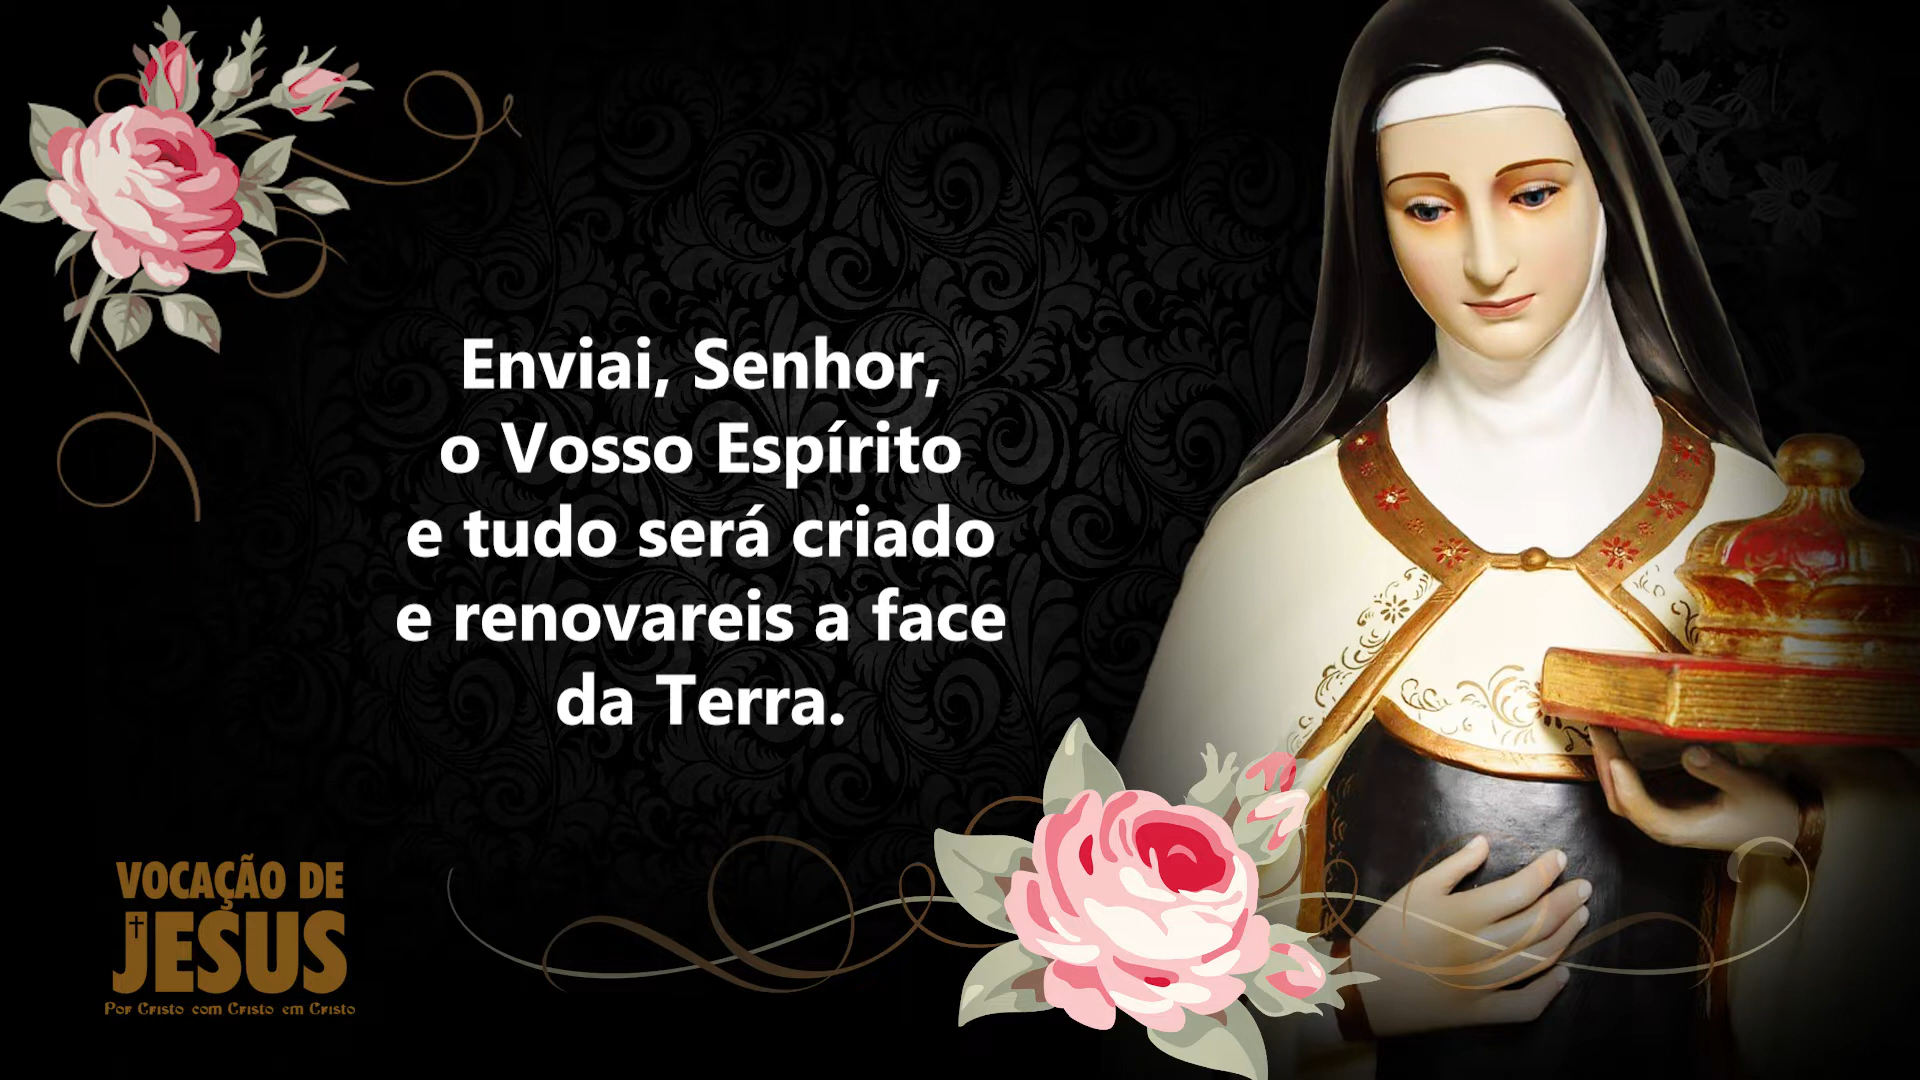 Enviai, Senhor,
o Vosso Espírito
e tudo será criado
e renovareis a face
da Terra.
VOCAÇÃO DE
JESUS
Por Cristo com Cristo em Cristo